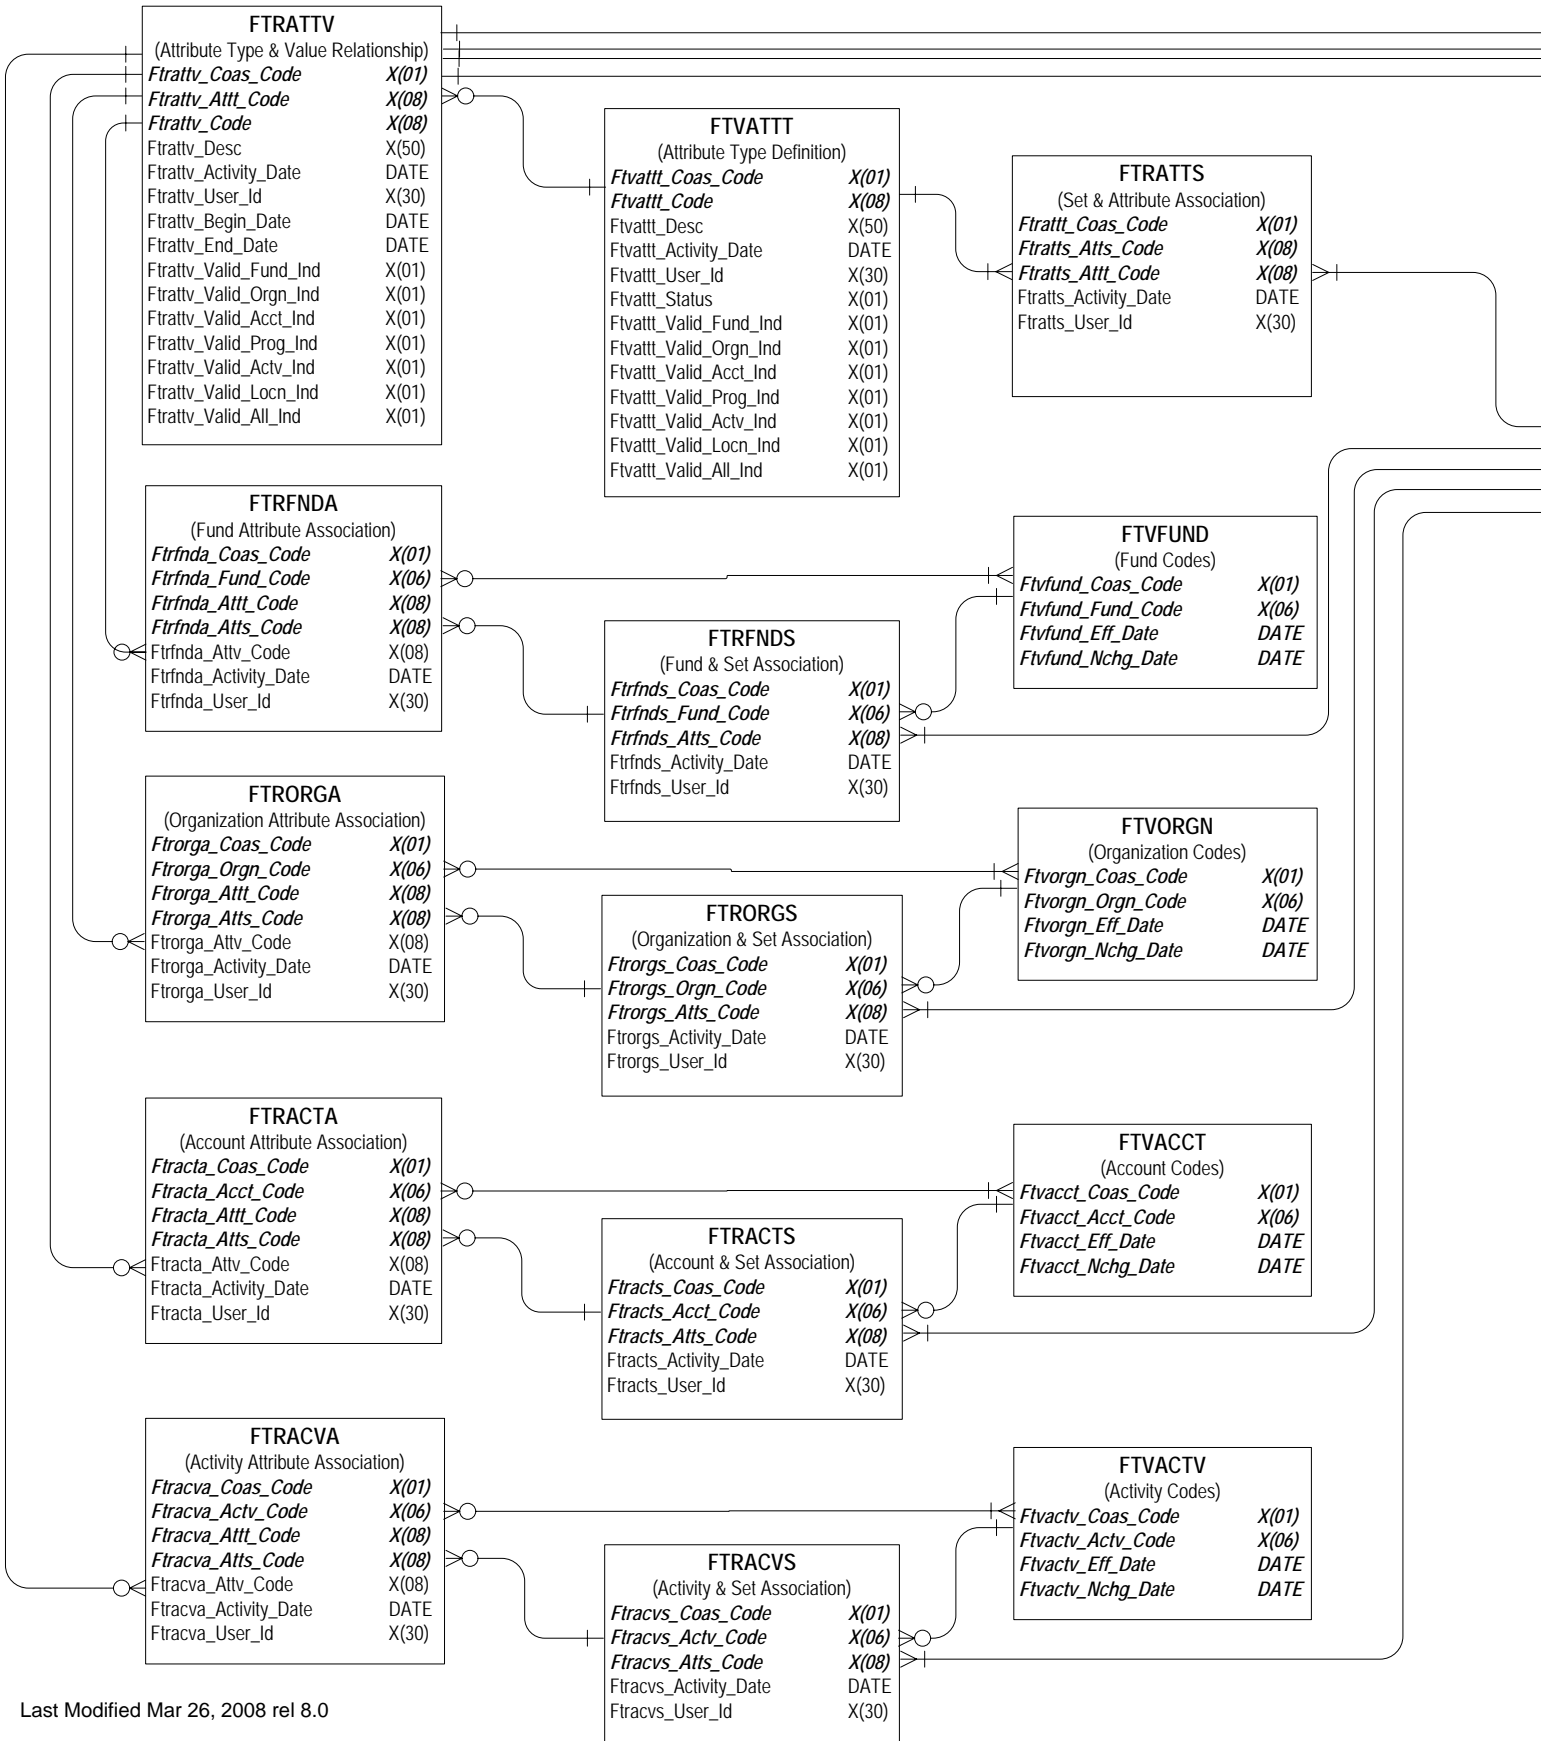 FTRATTV
(Attribute Type & Value Relationship)
Ftrattv_Coas_Code X(01)
Ftrattv_Attt_Code X(08)
Ftrattv_Code X(08)
Ftrattv_Desc X(50)
Ftrattv_Activity_Date DATE
Ftrattv_User_Id X(30)
Ftrattv_Begin_Date DATE
Ftrattv_End_Date DATE
Ftrattv_Valid_Fund_Ind X(01)
Ftrattv_Valid_Orgn_Ind X(01)
Ftrattv_Valid_Acct_Ind X(01)
Ftrattv_Valid_Prog_Ind X(01)
Ftrattv_Valid_Actv_Ind X(01)
Ftrattv_Valid_Locn_Ind X(01)
Ftrattv_Valid_All_Ind X(01)
FTVATTT
(Attribute Type Definition)
Ftvattt_Coas_Code X(01)
Ftvattt_Code X(08)
Ftvattt_Desc X(50)
Ftvattt_Activity_Date DATE
Ftvattt_User_Id X(30)
Ftvattt_Status X(01)
Ftvattt_Valid_Fund_Ind X(01)
Ftvattt_Valid_Orgn_Ind X(01)
Ftvattt_Valid_Acct_Ind X(01)
Ftvattt_Valid_Prog_Ind X(01)
Ftvattt_Valid_Actv_Ind X(01)
Ftvattt_Valid_Locn_Ind X(01)
Ftvattt_Valid_All_Ind X(01)
FTRATTS
(Set & Attribute Association)
Ftrattt_Coas_Code X(01)
Ftratts_Atts_Code X(08)
Ftratts_Attt_Code X(08)
Ftratts_Activity_Date DATE
Ftratts_User_Id X(30)
FTRFNDA
(Fund Attribute Association)
Ftrfnda_Coas_Code X(01)
Ftrfnda_Fund_Code X(06)
Ftrfnda_Attt_Code X(08)
Ftrfnda_Atts_Code X(08)
Ftrfnda_Attv_Code X(08)
Ftrfnda_Activity_Date DATE
Ftrfnda_User_Id X(30)
FTRFNDS
(Fund & Set Association)
Ftrfnds_Coas_Code X(01)
Ftrfnds_Fund_Code X(06)
Ftrfnds_Atts_Code X(08)
Ftrfnds_Activity_Date DATE
Ftrfnds_User_Id X(30)
FTVFUND
(Fund Codes)
Ftvfund_Coas_Code X(01)
Ftvfund_Fund_Code X(06)
Ftvfund_Eff_Date DATE
Ftvfund_Nchg_Date DATE
FTRORGA
(Organization Attribute Association)
Ftrorga_Coas_Code X(01)
Ftrorga_Orgn_Code X(06)
Ftrorga_Attt_Code X(08)
Ftrorga_Atts_Code X(08)
Ftrorga_Attv_Code X(08)
Ftrorga_Activity_Date DATE
Ftrorga_User_Id X(30)
FTRORGS
(Organization & Set Association)
Ftrorgs_Coas_Code X(01)
Ftrorgs_Orgn_Code X(06)
Ftrorgs_Atts_Code X(08)
Ftrorgs_Activity_Date DATE
Ftrorgs_User_Id X(30)
FTVORGN
(Organization Codes)
Ftvorgn_Coas_Code X(01)
Ftvorgn_Orgn_Code X(06)
Ftvorgn_Eff_Date DATE
Ftvorgn_Nchg_Date DATE
FTRACTA
(Account Attribute Association)
Ftracta_Coas_Code X(01)
Ftracta_Acct_Code X(06)
Ftracta_Attt_Code X(08)
Ftracta_Atts_Code X(08)
Ftracta_Attv_Code X(08)
Ftracta_Activity_Date DATE
Ftracta_User_Id X(30)
FTRACTS
(Account & Set Association)
Ftracts_Coas_Code X(01)
Ftracts_Acct_Code X(06)
Ftracts_Atts_Code X(08)
Ftracts_Activity_Date DATE
Ftracts_User_Id X(30)
FTVACCT
(Account Codes)
Ftvacct_Coas_Code X(01)
Ftvacct_Acct_Code X(06)
Ftvacct_Eff_Date DATE
Ftvacct_Nchg_Date DATE
FTRACVA
(Activity Attribute Association)
Ftracva_Coas_Code X(01)
Ftracva_Actv_Code X(06)
Ftracva_Attt_Code X(08)
Ftracva_Atts_Code X(08)
Ftracva_Attv_Code X(08)
Ftracva_Activity_Date DATE
Ftracva_User_Id X(30)
FTRACVS
(Activity & Set Association)
Ftracvs_Coas_Code X(01)
Ftracvs_Actv_Code X(06)
Ftracvs_Atts_Code X(08)
Ftracvs_Activity_Date DATE
Ftracvs_User_Id X(30)
FTVACTV
(Activity Codes)
Ftvactv_Coas_Code X(01)
Ftvactv_Actv_Code X(06)
Ftvactv_Eff_Date DATE
Ftvactv_Nchg_Date DATE
Last Modified Mar 26, 2008 rel 8.0